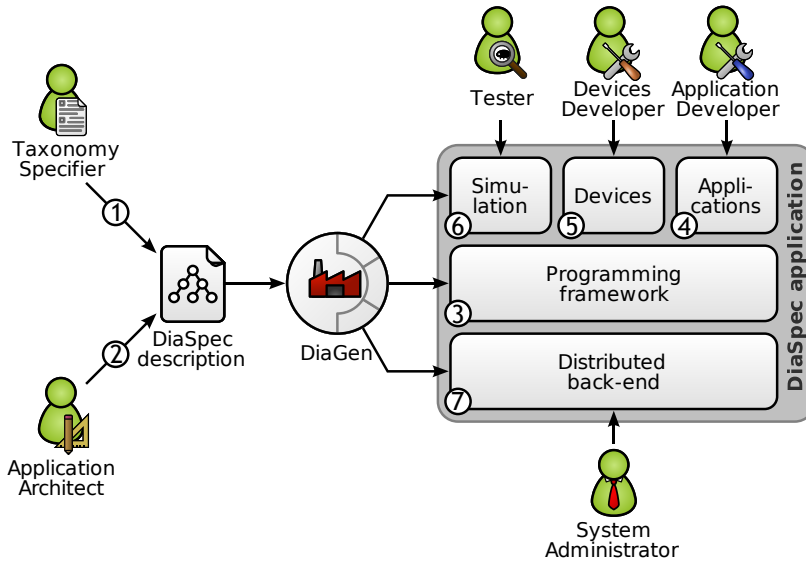 Tester
Devices
Developer
Application
Developer
Taxonomy
Specifier
1
Simu-
lation
6
Devices
5
Appli-
cations
4
DiaSpec application
Programming
framework
3
DiaSpec
description
DiaGen
2
Distributed
back-end
7
Application
Architect
System
Administrator